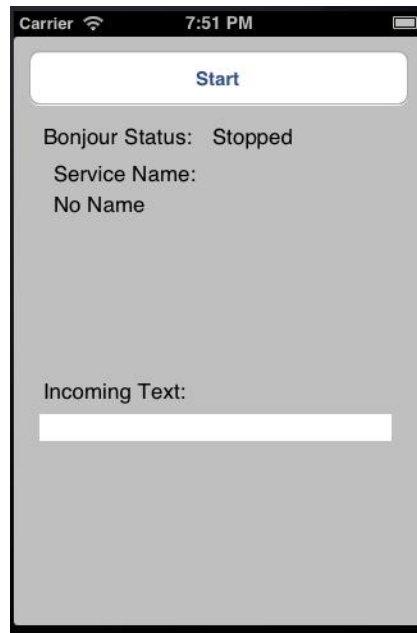 Carrier 7:51 PM
Start
Bonjour Status: Stopped
Service Name:
No Name
Incoming Text: